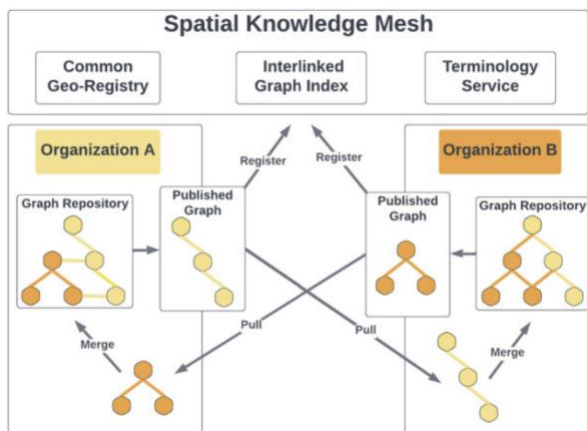 Spatial Knowledge Mesh
Common
Geo-Registry
Interlinked
Graph Index
Terminology
Service
Organization A
Register
Register
Organization B
Graph Repository
Published
Graph
Published
Graph
Graph Repository
Pull
Pull
Merge
Merge